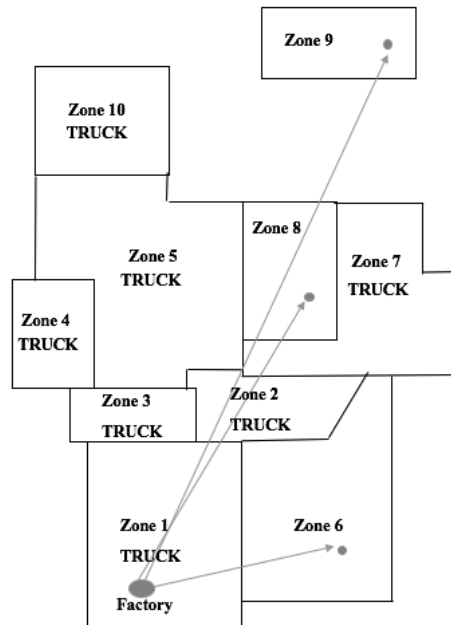 Zone 9
Zone 10
TRUCK
Zone 8
Zone 5
TRUCK
Zone 7
TRUCK
Zone 4
TRUCK
Zone 3
TRUCK
Zone 2
TRUCK
Zone 1
TRUCK
Zone 6
Factory